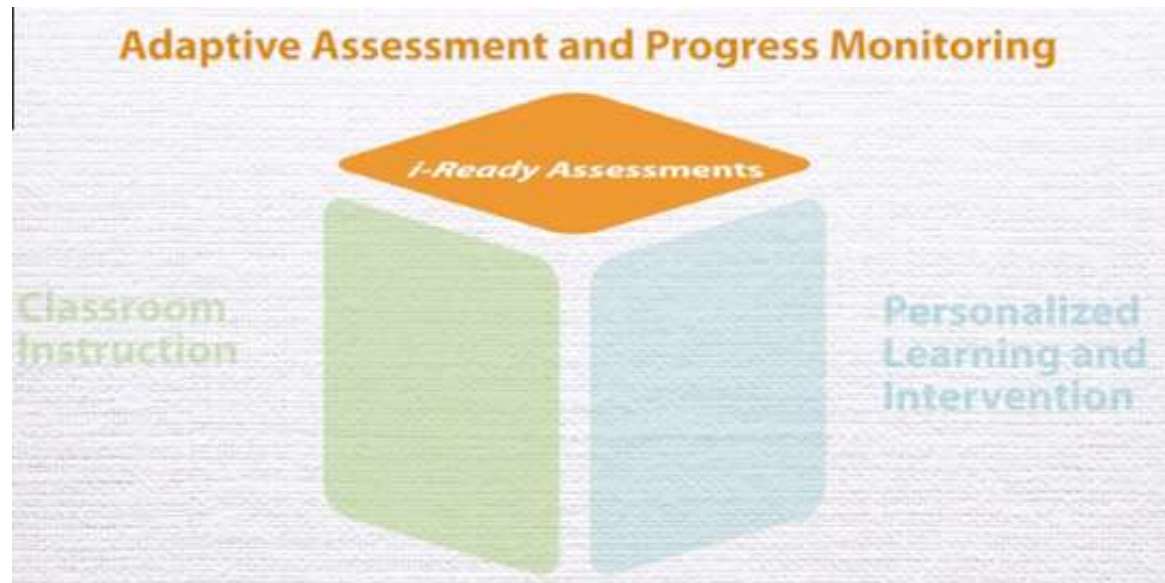 Adaptive Assessment and Progress Monitoring
i-Ready Assessments
Classroom
Instruction
Personalized
Learning and
Intervention